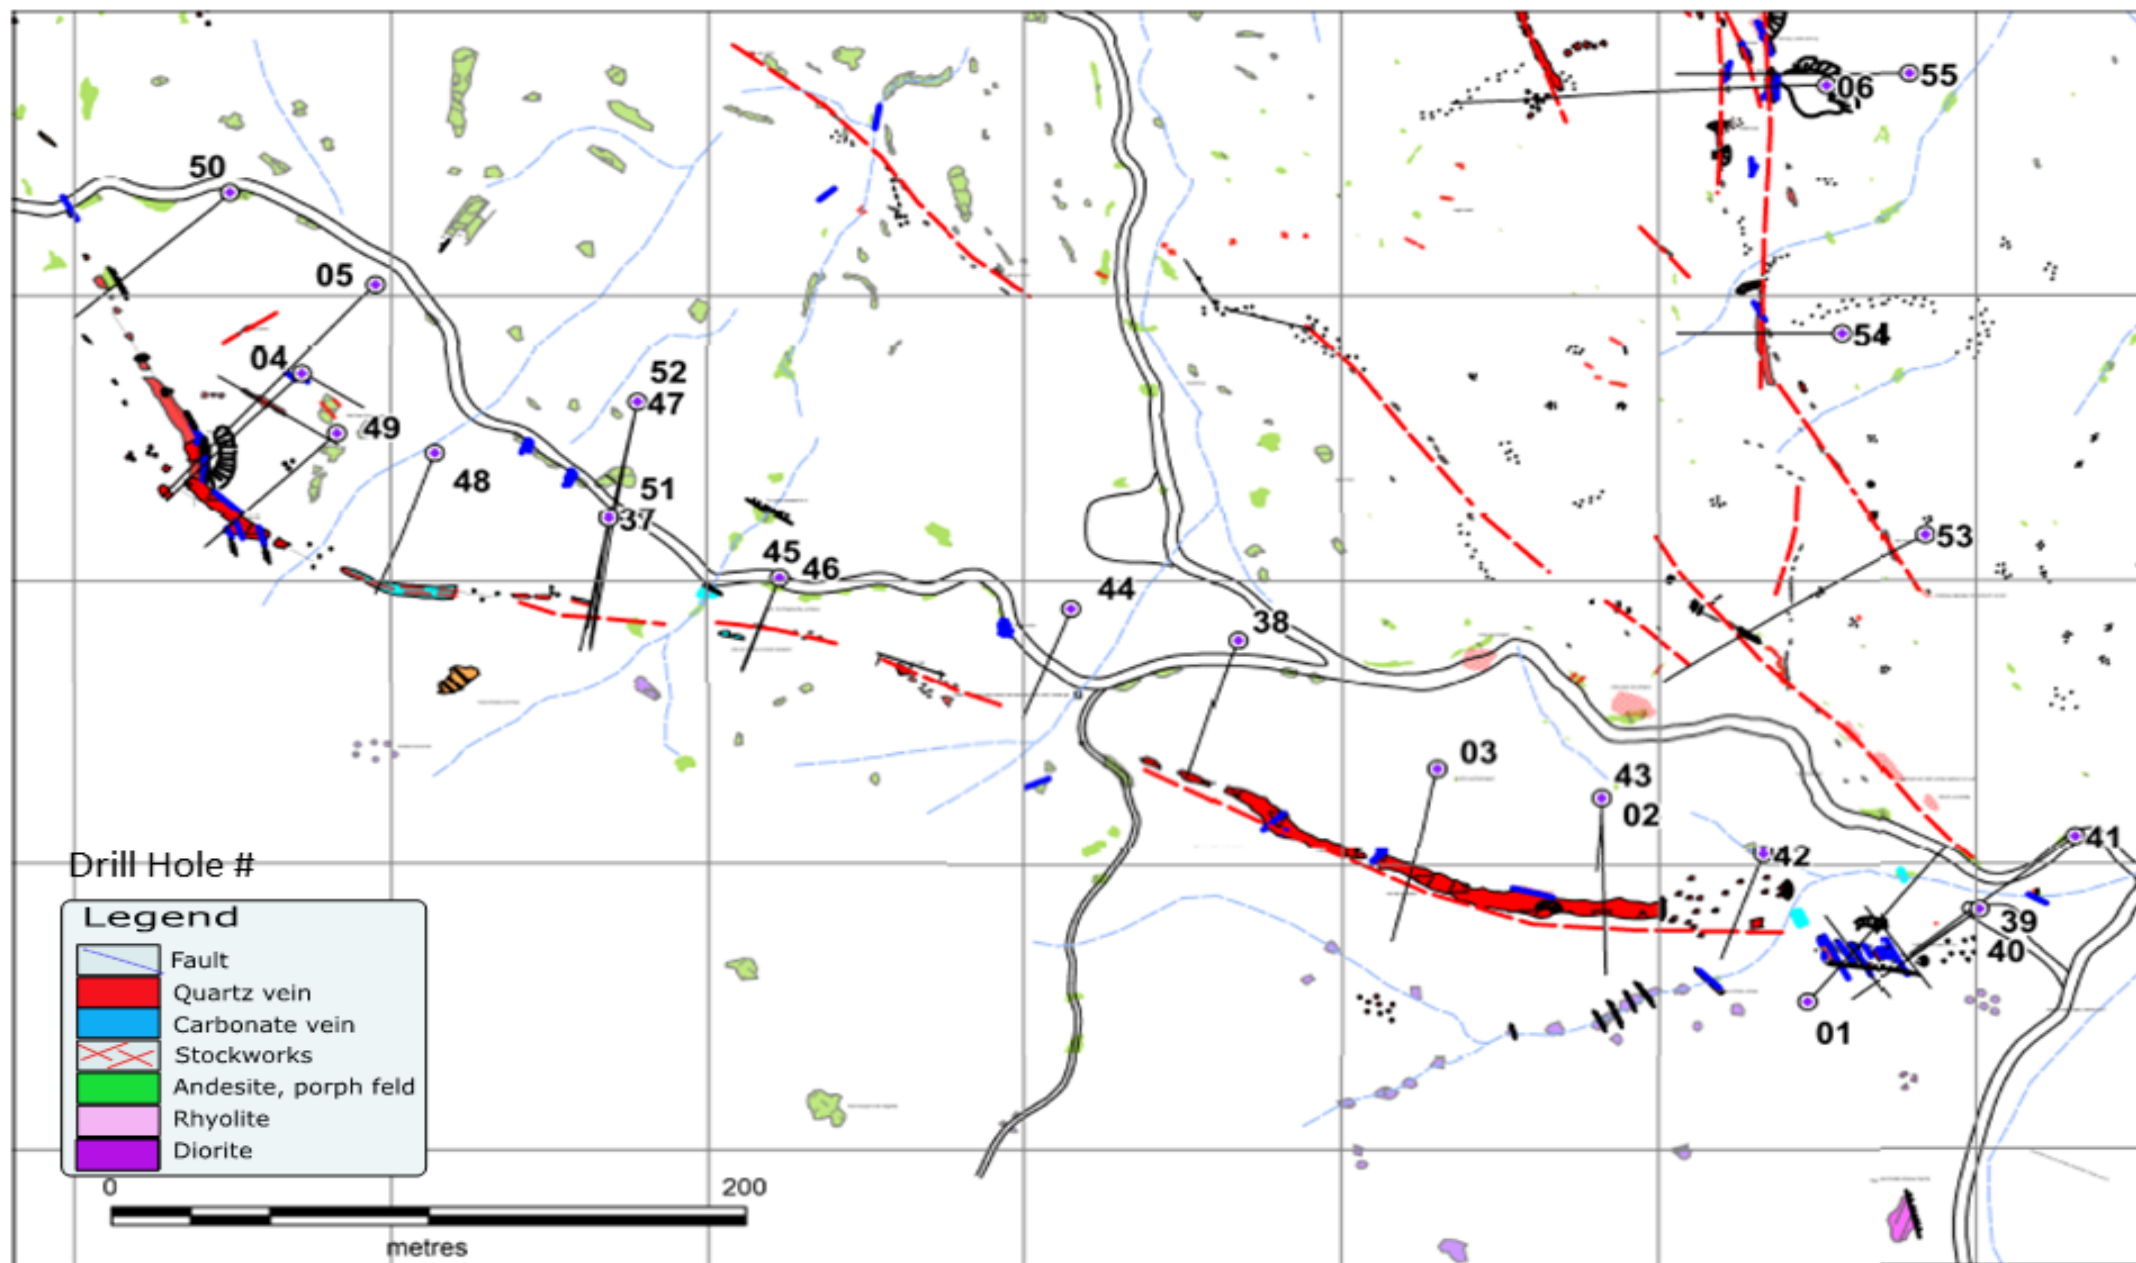 55
06
50
05
54
04
52
47
49
48
51
37
53
45
46
44
38
03
43
02
42
41
39
40
01
Drill Hole #
Legend
Fault
Quartz vein
Carbonate vein
Stockworks
Andesite, porph feld
Rhyolite
Diorite
0 200
metres